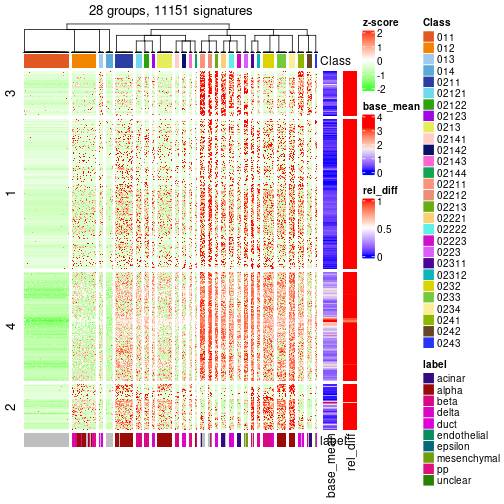 28 groups, 11151 signatures
Class
3
1
4
2
label
base_mean
rel_diff
z-score
2
1
0
-1
-2
base_mean
4
3
2
1
0
rel_diff
1
0.5
0
Class
011
012
013
014
0211
02121
02122
02123
0213
02141
02142
02143
02144
02211
02212
02213
02221
02222
02223
0223
02311
02312
0232
0233
0234
0241
0242
0243
label
acinar
alpha
beta
delta
duct
endothelial
epsilon
mesenchymal
pp
unclear